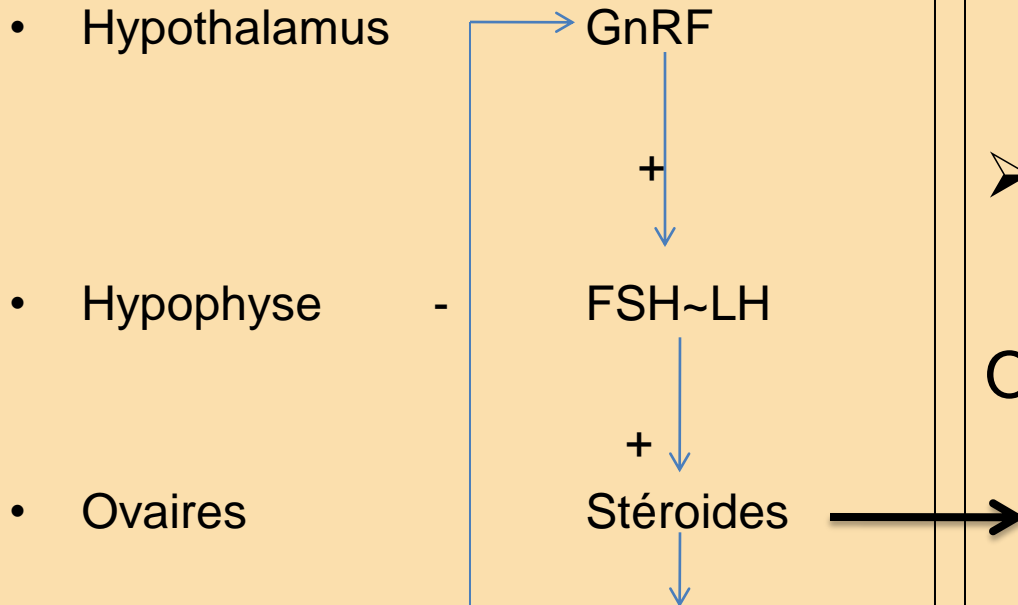 • Hypothalamus GnRF
+
• Hypophyse - FSH~LH
+
• Ovaires Stéroides